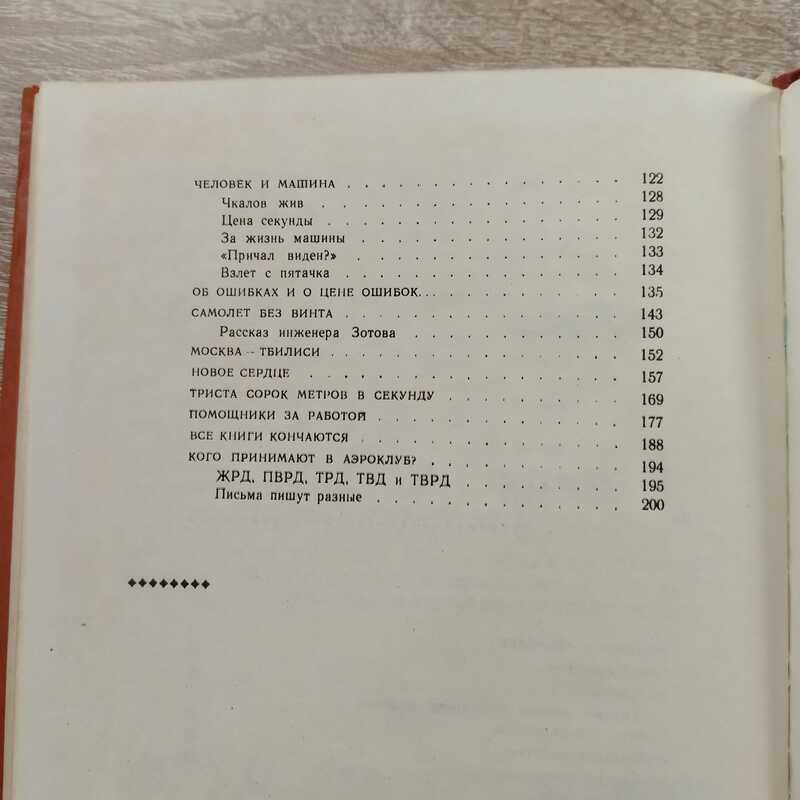 ЧЕЛОВЕК И МАШИНА . . . . . . . . . . . . . . 122
Чкалов жив . . . . . . . . . . . . . . 128
Цена секунды . . . . . . . . . . . . . . 129
За жизнь машины . . . . . . . . . . . . . 132
«Причал виден?» . . . . . . . . . . . . . 133
Взлет с пятачка . . . . . . . . . . . . . 134
ОБ ОШИБКАХ И О ЦЕНЕ ОШИБОК. . . . . . . . . . 135
САМОЛЕТ БЕЗ ВИНТА . . . . . . . . . . . . . 143
Рассказ инженера Зотова . . . . . . . . . . 150
МОСКВА — ТБИЛИСИ . . . . . . . . . . . . . . 152
НОВОЕ СЕРДЦЕ . . . . . . . . . . . . . . 157
ТРИСТА СОРОК МЕТРОВ В СЕКУНДУ . . . . . . . . . 169
ПОМОЩНИКИ ЗА РАБОТОЙ . . . . . . . . . . . . 177
ВСЕ КНИГИ КОНЧАЮТСЯ . . . . . . . . . . . . 188
КОГО ПРИНИМАЮТ В АЭРОКЛУБ? . . . . . . . . . 194
ЖРД, ПВРД, ТРД, ТВД и ТВРД . . . . . . . . 195
Письма пишут разные . . . . . . . . . . . 200